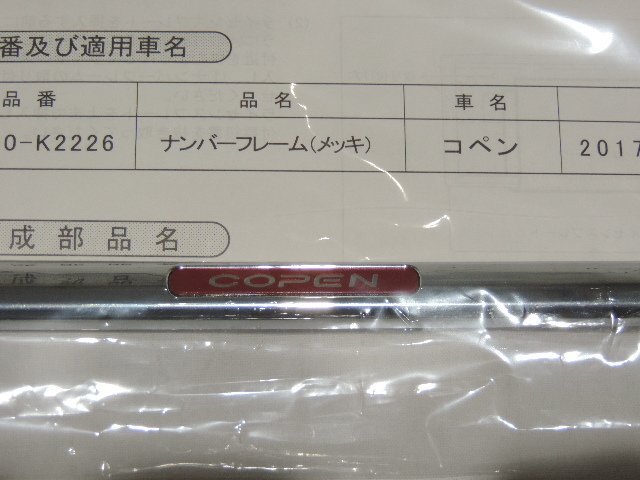 番及び適用車名
品番 品名 車名
0-K2226 ナンバーフレーム(メッキ) コペン 2017
成部品名
COPEN